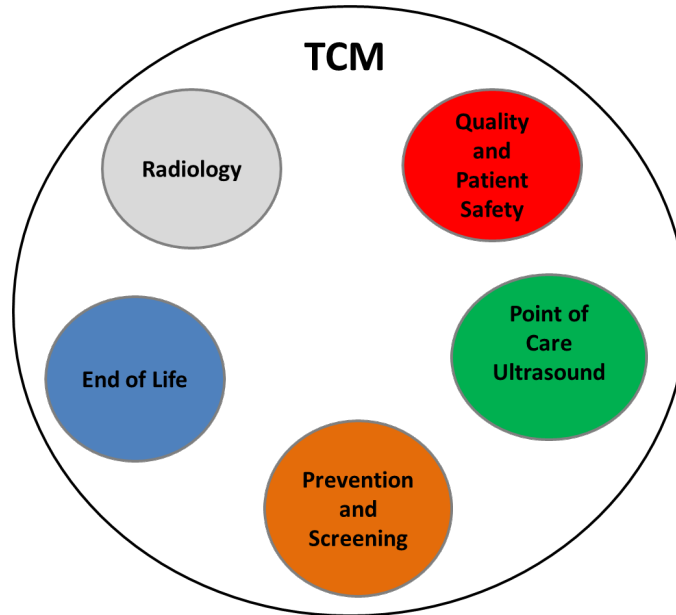 TCM
Radiology
Quality
and
Patient
Safety
End of Life
Point of
Care
Ultrasound
Prevention
and
Screening